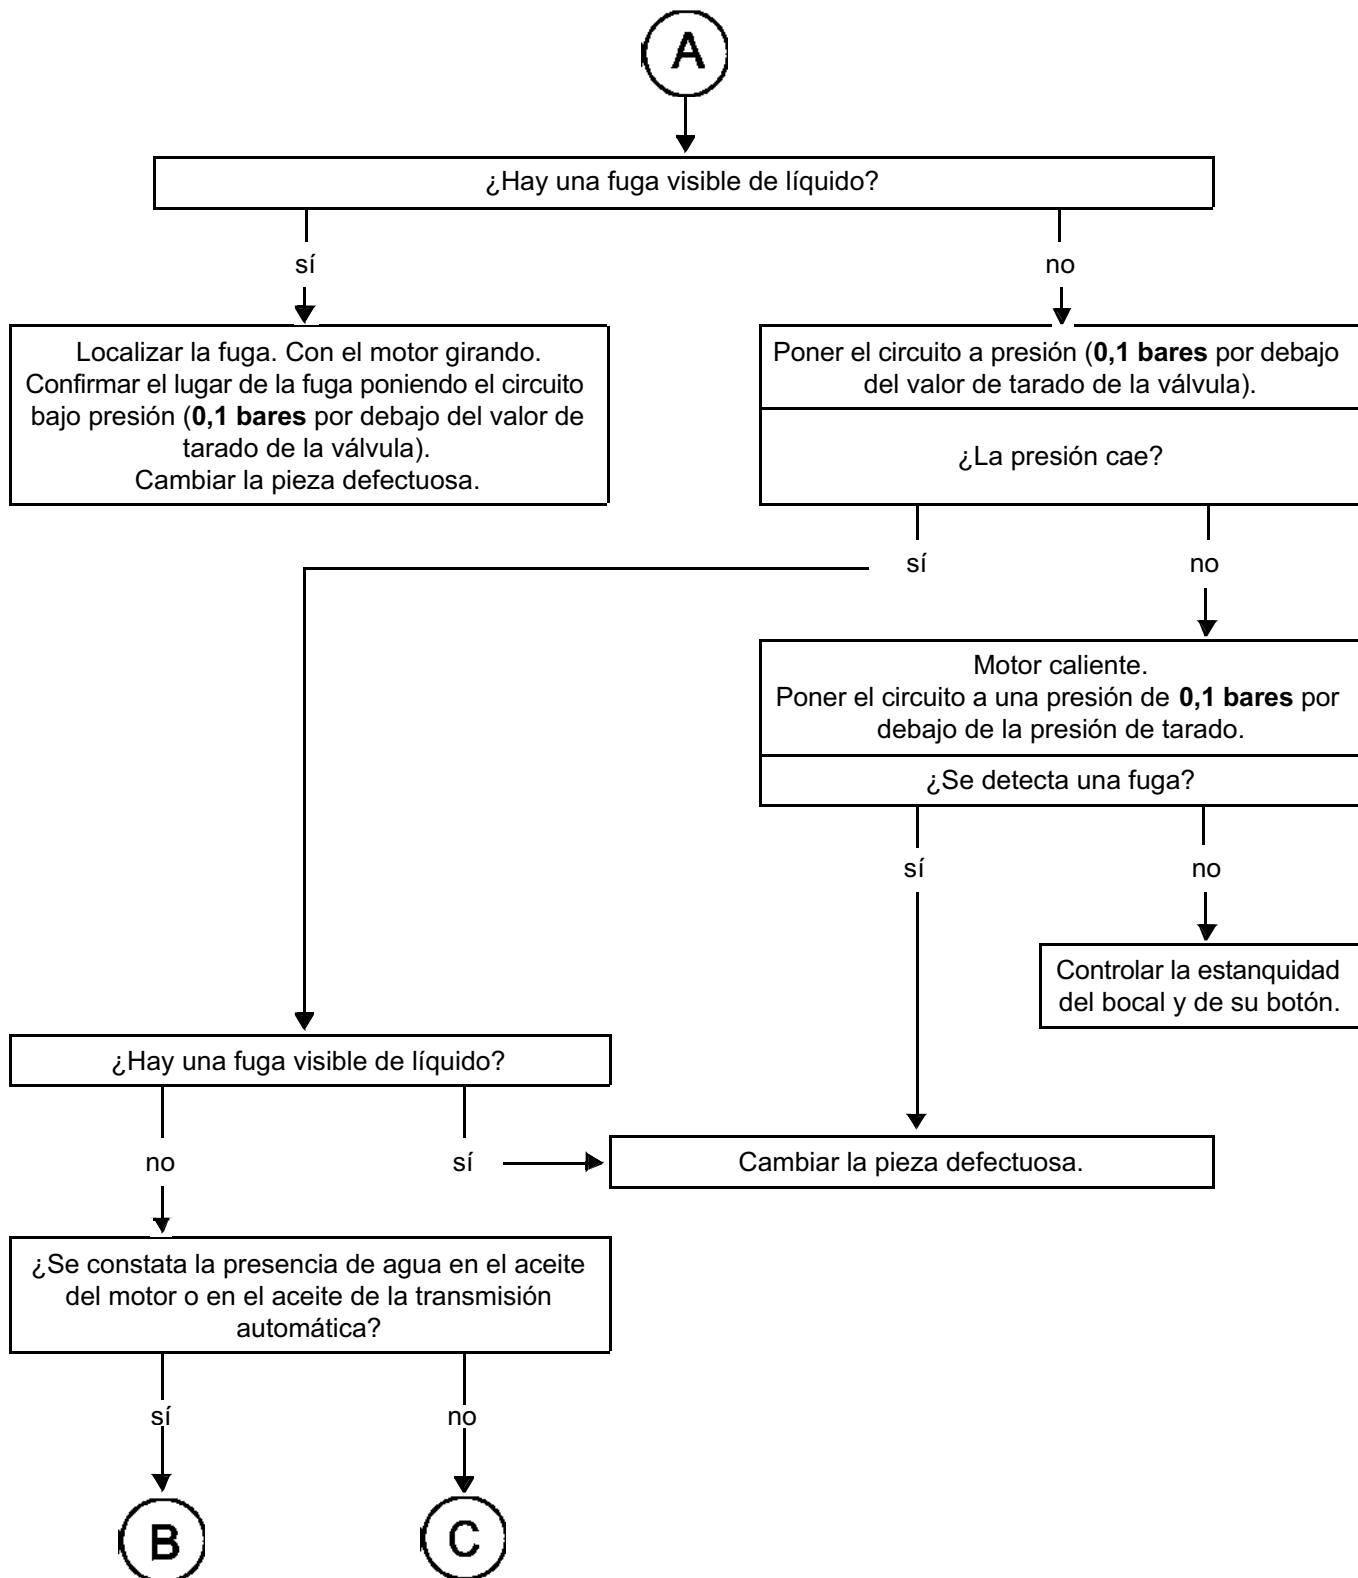 A
¿Hay una fuga visible de líquido?
sí
no
Localizar la fuga. Con el motor girando.
Confirmar el lugar de la fuga poniendo el circuito
bajo presión (0,1 bares por debajo del valor de
tarado de la válvula).
Cambiar la pieza defectuosa.
Poner el circuito a presión (0,1 bares por debajo
del valor de tarado de la válvula).
¿La presión cae?
sí
no
Motor caliente.
Poner el circuito a una presión de 0,1 bares por
debajo de la presión de tarado.
¿Se detecta una fuga?
sí
no
Controlar la estanquidad
del bocal y de su botón.
¿Hay una fuga visible de líquido?
no
sí
Cambiar la pieza defectuosa.
¿Se constata la presencia de agua en el aceite
del motor o en el aceite de la transmisión
automática?
sí
no
B
C